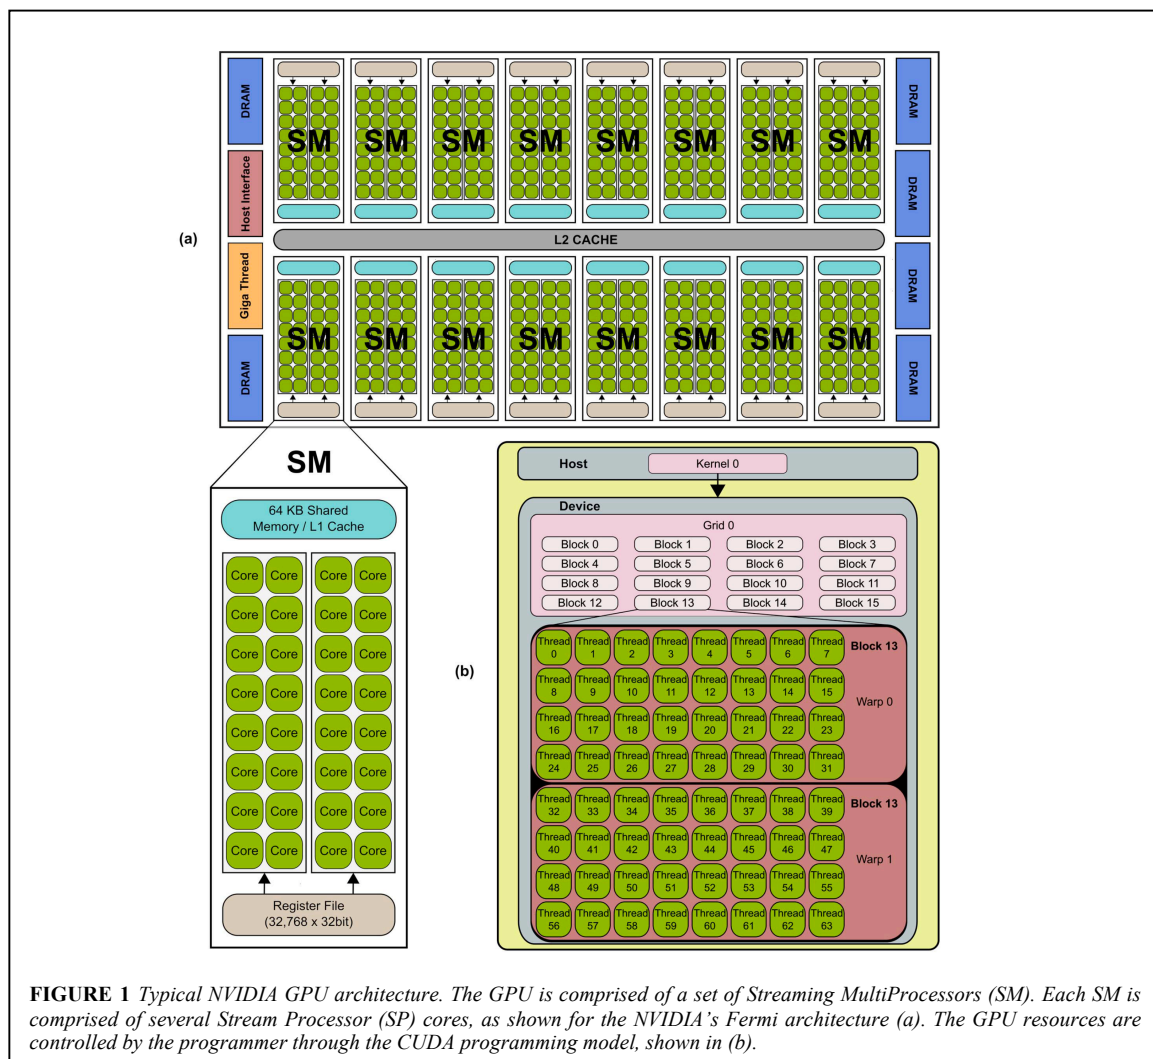 DRAM
Host Interface
Giga Thread
DRAM
SM SM SM SM SM SM SM SM
(a)
L2 CACHE
SM SM SM SM SM SM SM SM
DRAM
DRAM
DRAM
DRAM
SM
64 KB Shared
Memory / L1 Cache
Core Core Core Core
Core Core Core Core
Core Core Core Core
Core Core Core Core
Core Core Core Core
Core Core Core Core
Core Core Core Core
Core Core Core Core
Register File
(32,768 x 32bit)
(b)
Host
Kernel 0
Device
Grid 0
Block 0 Block 1 Block 2 Block 3
Block 4 Block 5 Block 6 Block 7
Block 8 Block 9 Block 10 Block 11
Block 12 Block 13 Block 14 Block 15
Thread Thread Thread Thread Thread Thread Thread Thread
0 1 2 3 4 5 6 7
Block 13
Thread Thread Thread Thread Thread Thread Thread Thread
8 9 10 11 12 13 14 15
Warp 0
Thread Thread Thread Thread Thread Thread Thread Thread
16 17 18 19 20 21 22 23
Thread Thread Thread Thread Thread Thread Thread Thread
24 25 26 27 28 29 30 31
Thread Thread Thread Thread Thread Thread Thread Thread
32 33 34 35 36 37 38 39
Block 13
Thread Thread Thread Thread Thread Thread Thread Thread
40 41 42 43 44 45 46 47
Warp 1
Thread Thread Thread Thread Thread Thread Thread Thread
48 49 50 51 52 53 54 55
Thread Thread Thread Thread Thread Thread Thread Thread
56 57 58 59 60 61 62 63
FIGURE 1 Typical NVIDIA GPU architecture. The GPU is comprised of a set of Streaming MultiProcessors (SM). Each SM is
comprised of several Stream Processor (SP) cores, as shown for the NVIDIA's Fermi architecture (a). The GPU resources are
controlled by the programmer through the CUDA programming model, shown in (b).